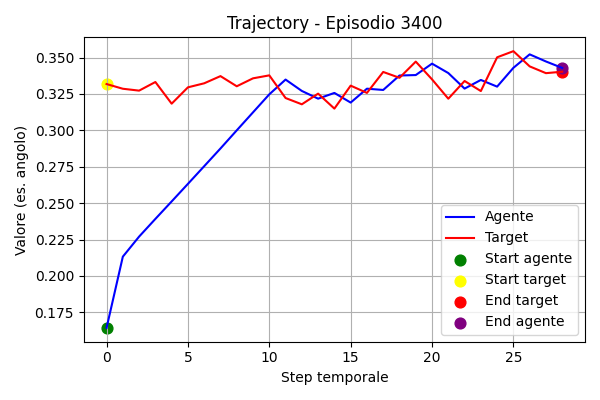 Trajectory - Episodio 3400
Valore (es. angolo)
0.350
0.325
0.300
0.275
0.250
0.225
0.200
0.175
0
5
10
15
20
25
Step temporale
Agente
Target
Start agente
Start target
End target
End agente